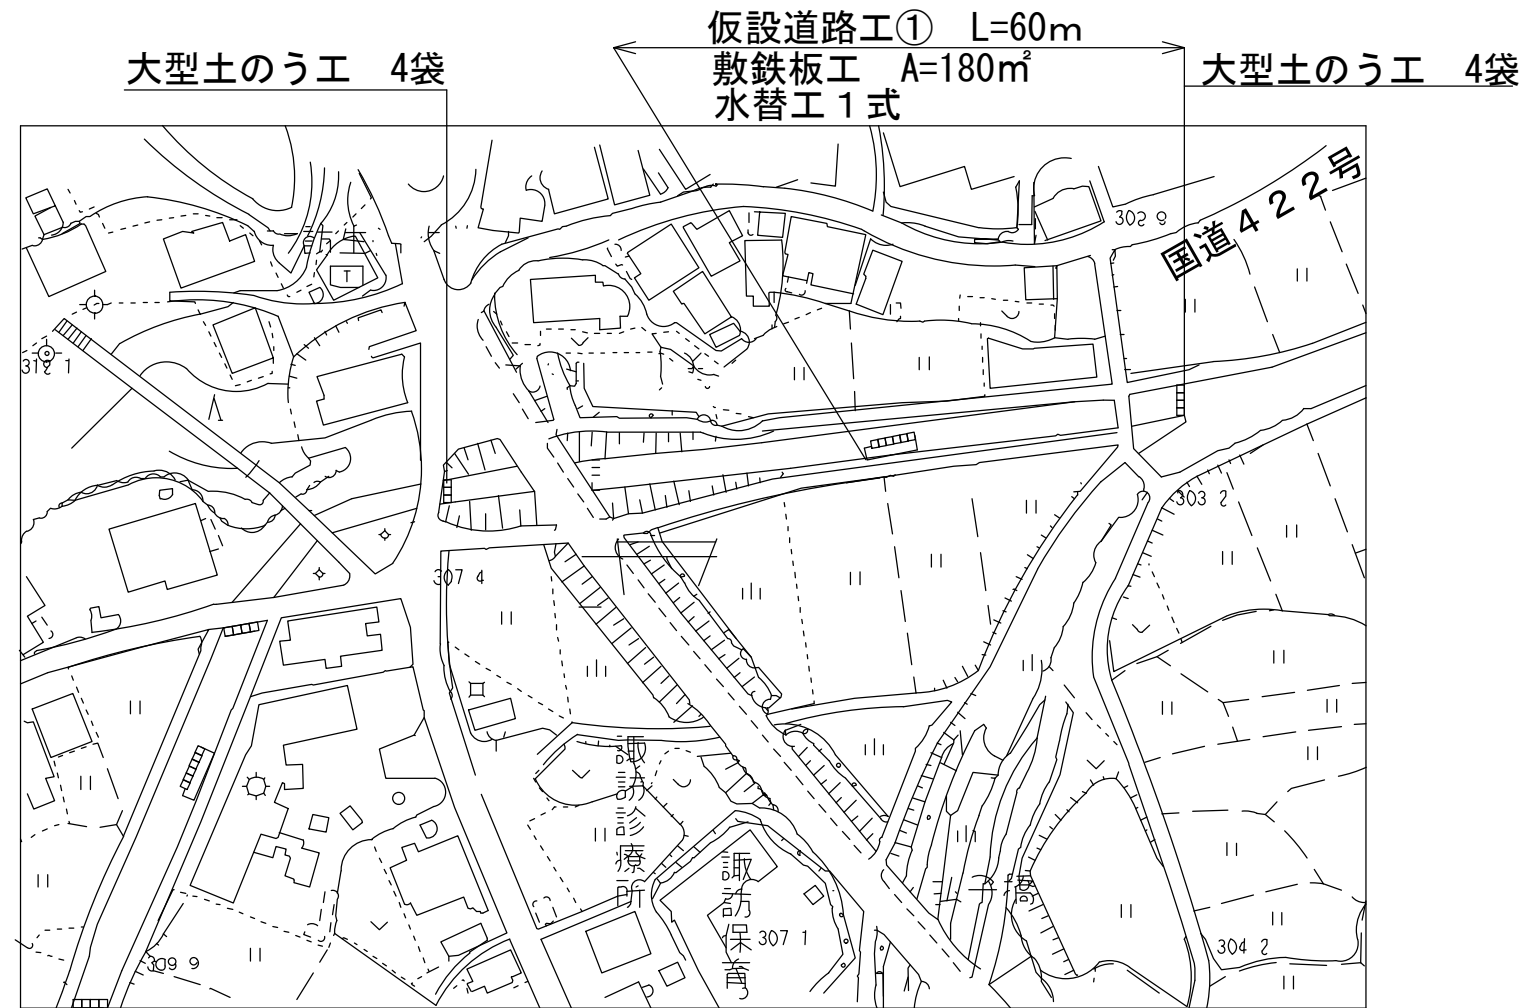 仮設道路工① L=60m
敷鉄板工 A=180㎡
水替工１式
大型土のう工 4袋
大型土のう工 4袋
国道４２２号
302 8
312 1
T
303 2
307 4
諏訪診療所
諏訪保育
307 1
304 2
309 9